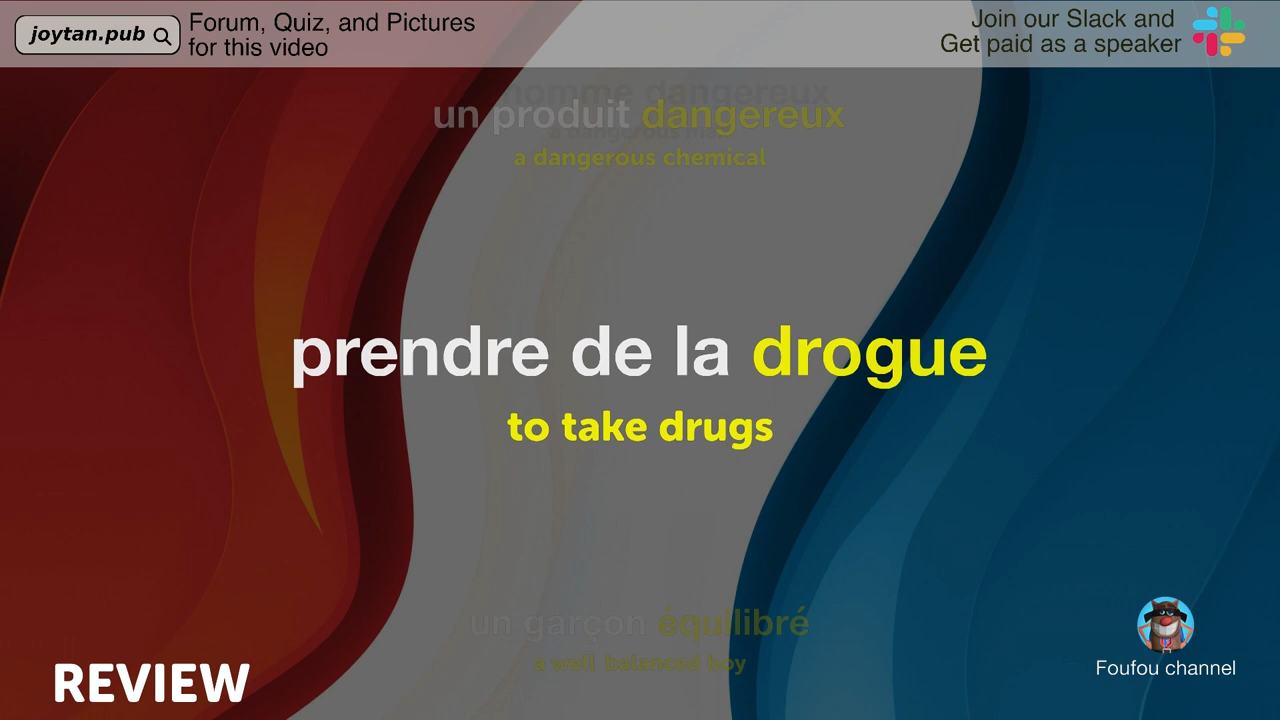 joytan.pub
Forum, Quiz, and Pictures
for this video
Join our Slack and
Get paid as a speaker
homme dangereux
un produit dangereux
a dangerous chemical
prendre de la drogue
to take drugs
un garçon équilibré
a well balanced boy
REVIEW
Foufou channel